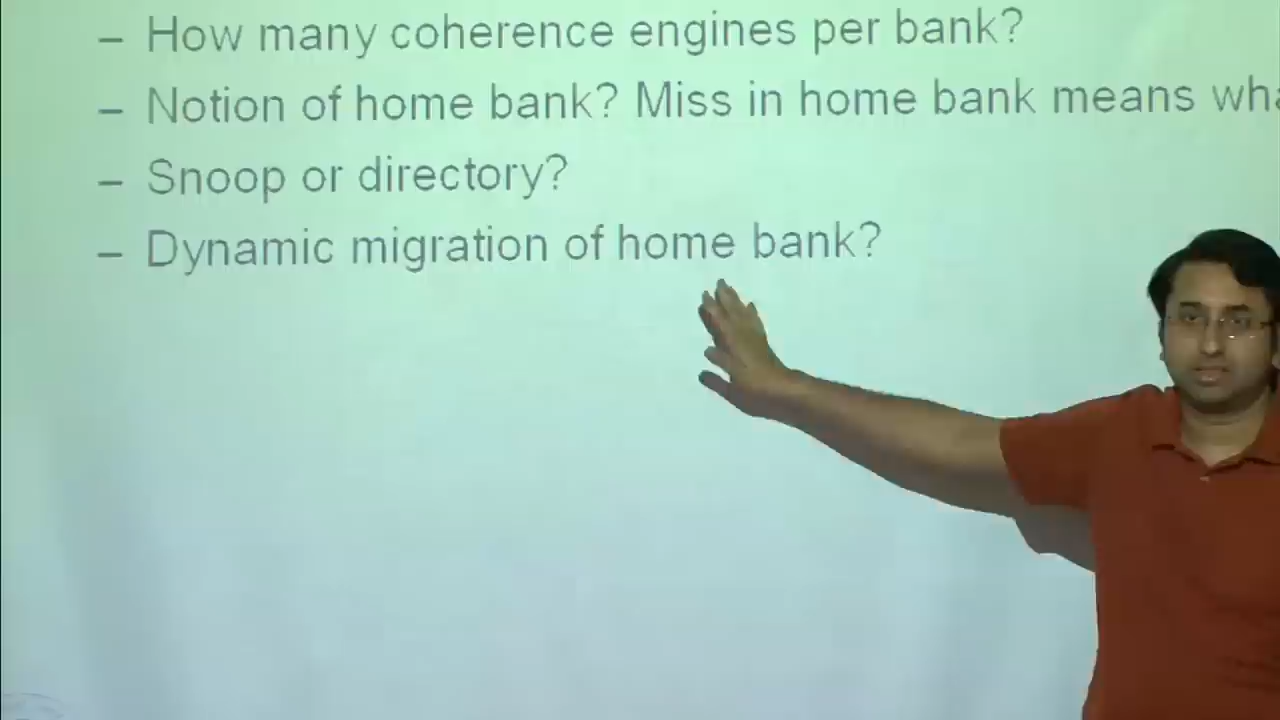 – How many coherence engines per bank?
– Notion of home bank? Miss in home bank means
– Snoop or directory?
– Dynamic migration of home bank?